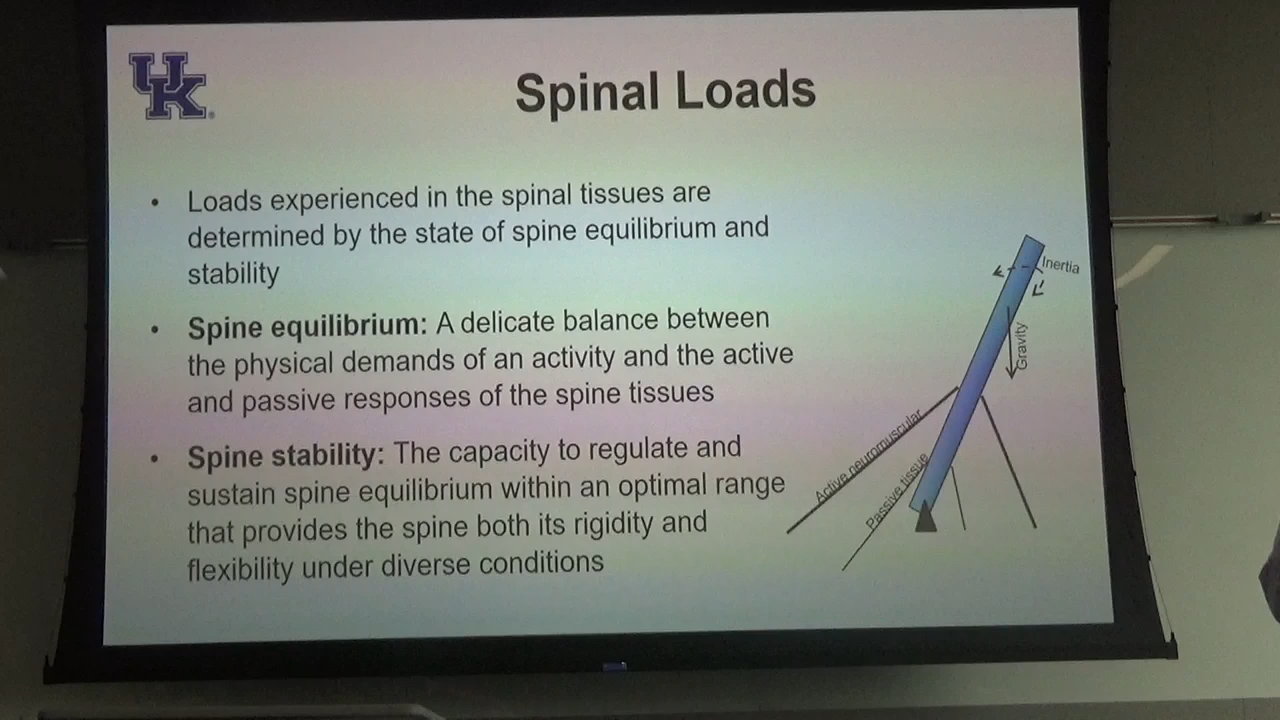 UK
Spinal Loads
• Loads experienced in the spinal tissues are
determined by the state of spine equilibrium and
stability
• Spine equilibrium: A delicate balance between
the physical demands of an activity and the active
and passive responses of the spine tissues
• Spine stability: The capacity to regulate and
sustain spine equilibrium within an optimal range
that provides the spine both its rigidity and
flexibility under diverse conditions
Inertia
Gravity
Active neuromuscular
Passive tissue